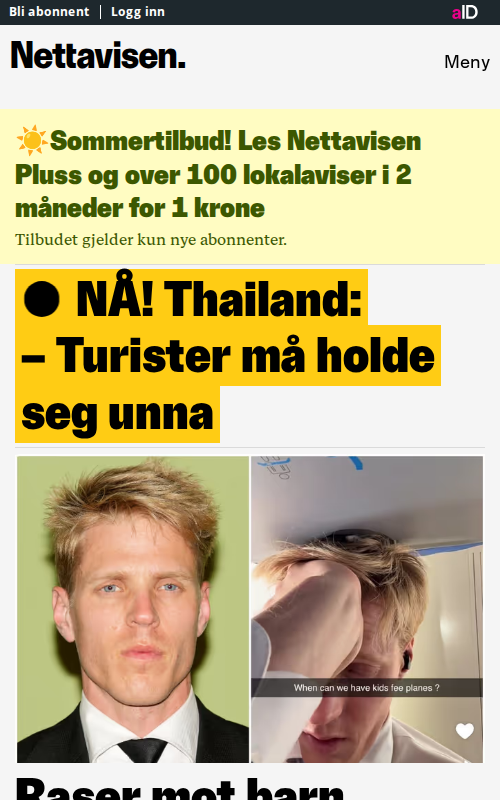 Bli abonnent | Logg inn
aID
Nettavisen.
Meny
☀️Sommertilbud! Les Nettavisen
Pluss og over 100 lokalaviser i 2
måneder for 1 krone
Tilbudet gjelder kun nye abonnenter.
● NÅ! Thailand:
– Turister må holde
seg unna
When can we have kids fee planes ?
Raser mot barn